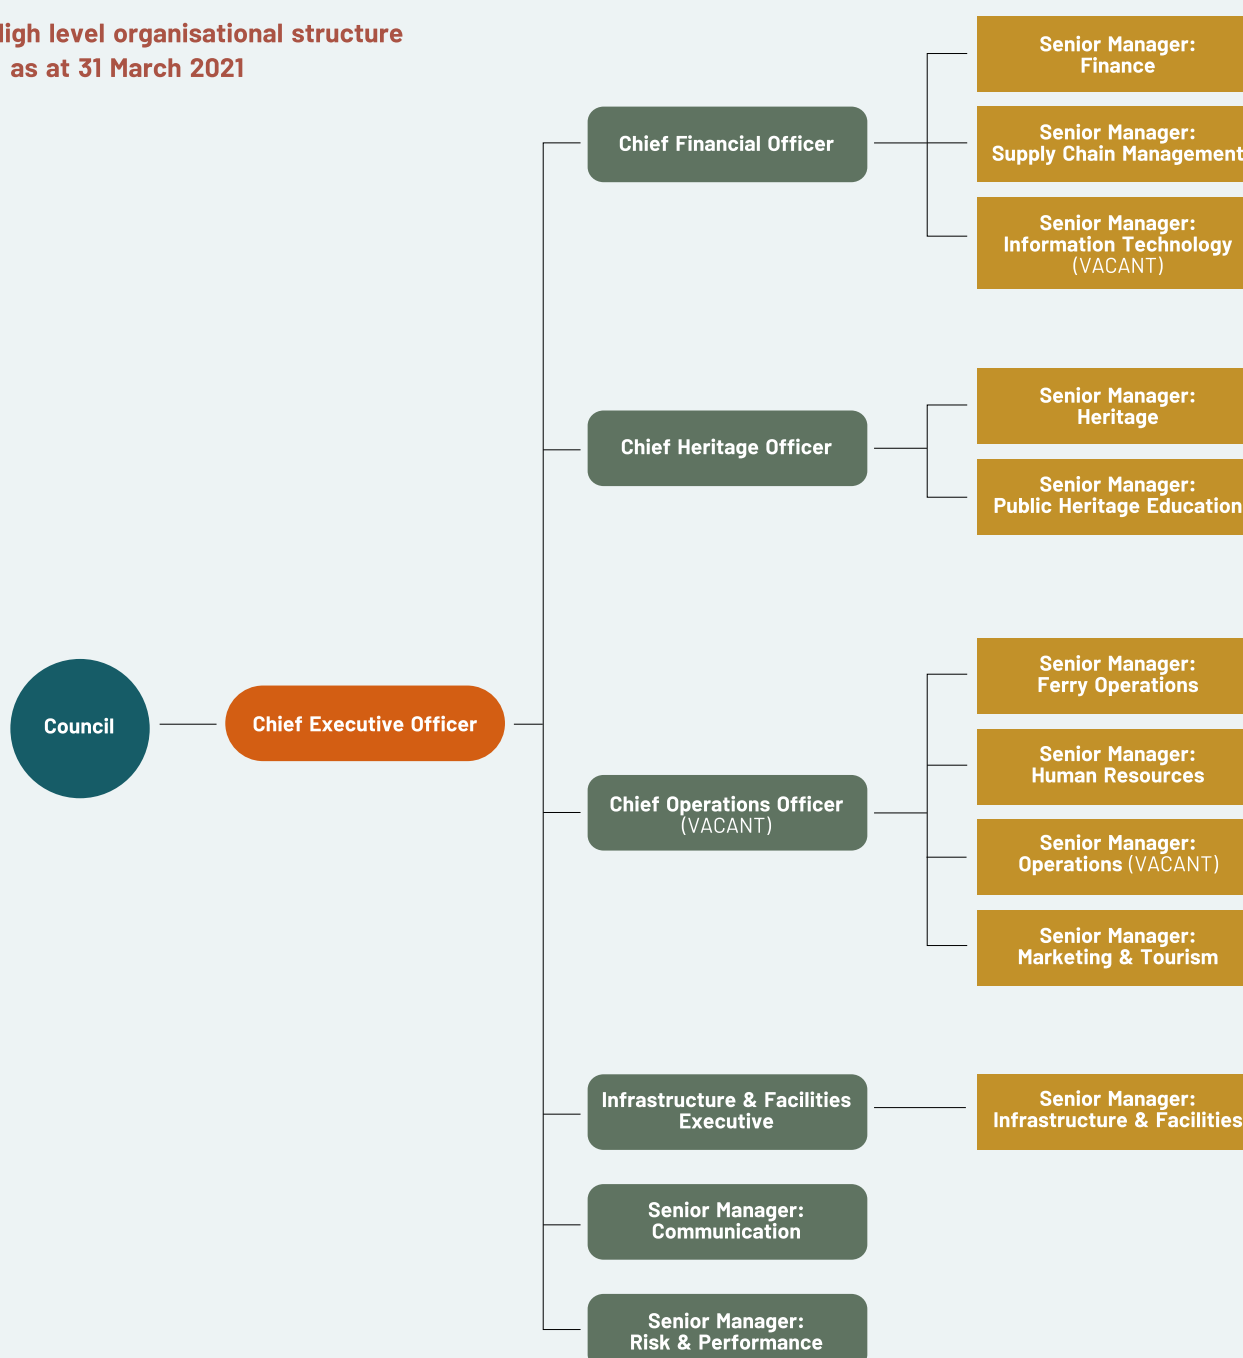 High level organisational structure
as at 31 March 2021
Senior Manager:
Finance
Chief Financial Officer
Senior Manager:
Supply Chain Management
Senior Manager:
Information Technology
(VACANT)
Senior Manager:
Heritage
Chief Heritage Officer
Senior Manager:
Public Heritage Education
Senior Manager:
Ferry Operations
Council
Chief Executive Officer
Senior Manager:
Human Resources
Chief Operations Officer
(VACANT)
Senior Manager:
Operations (VACANT)
Senior Manager:
Marketing & Tourism
Infrastructure & Facilities
Executive
Senior Manager:
Infrastructure & Facilities
Senior Manager:
Communication
Senior Manager:
Risk & Performance